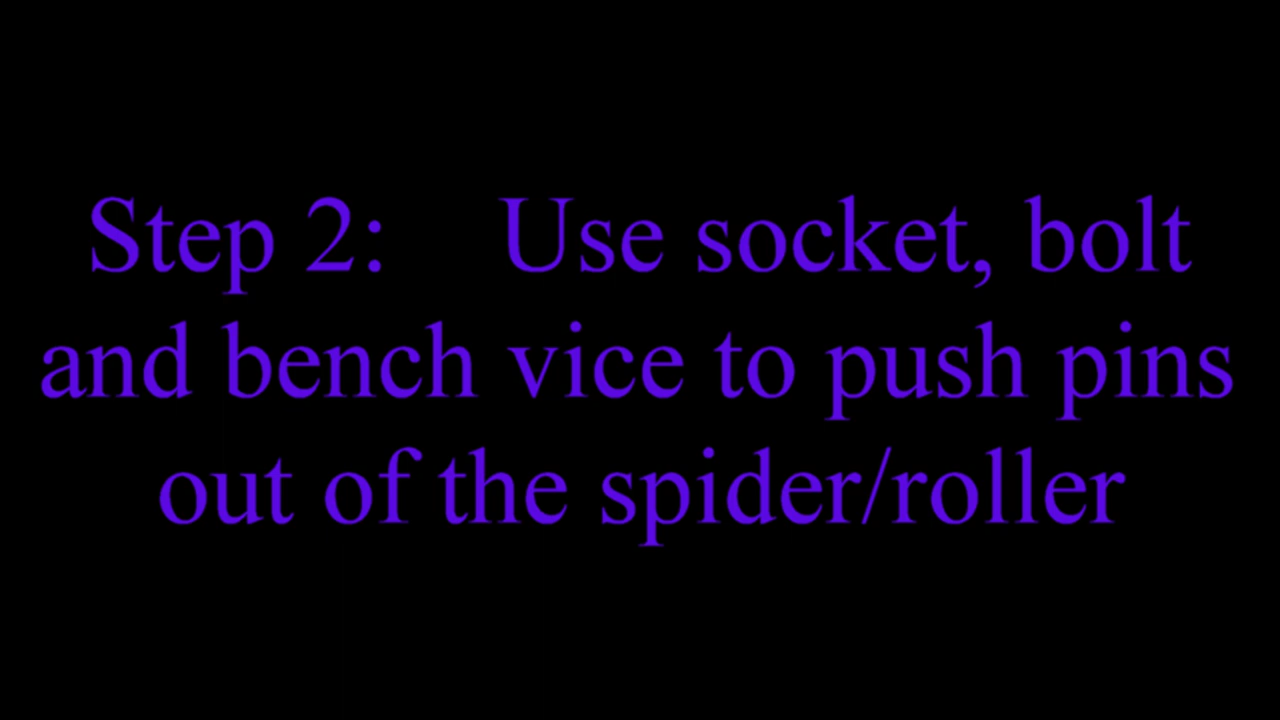 Step 2: Use socket, bolt
and bench vice to push pins
out of the spider/roller